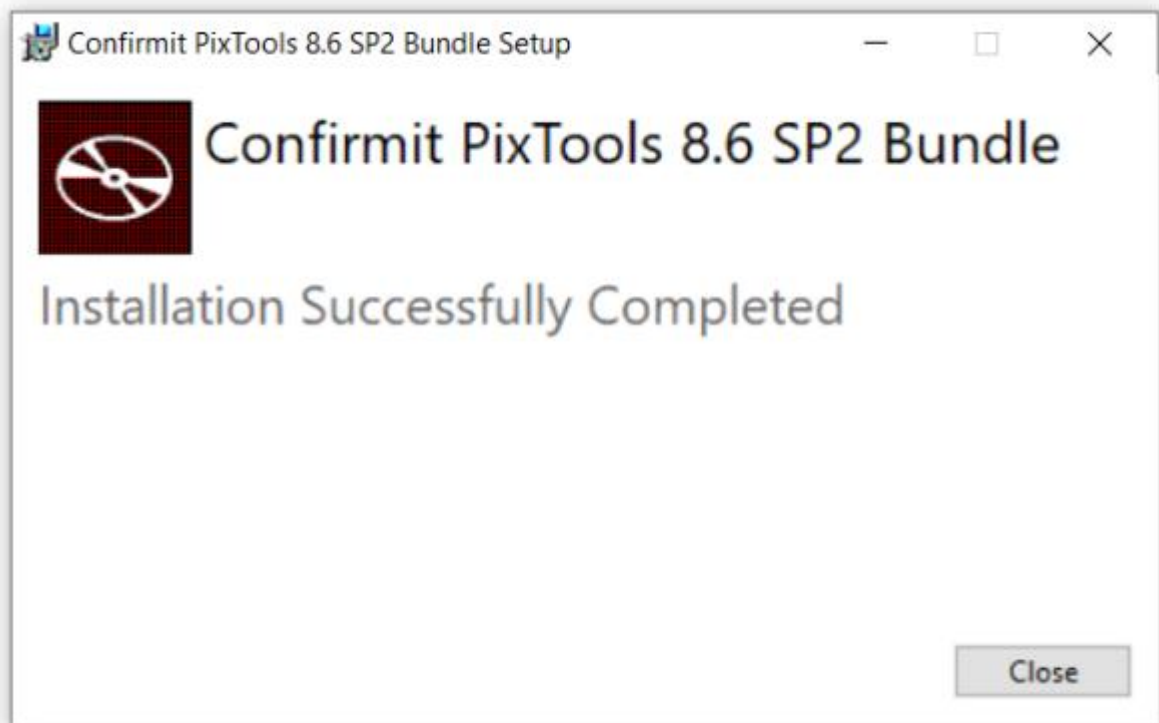 Confirmit PixTools 8.6 SP2 Bundle Setup
Confirmit PixTools 8.6 SP2 Bundle
Installation Successfully Completed
Close